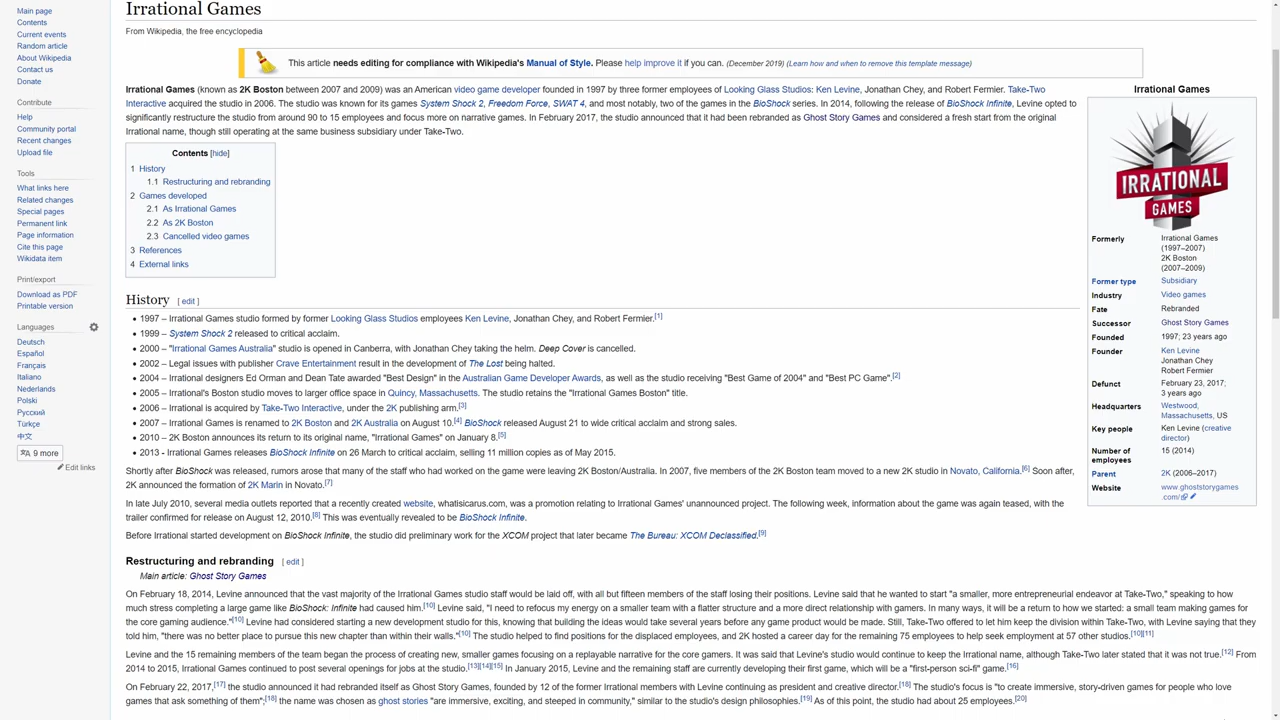 Main page
Contents
Current events
Random article
About Wikipedia
Contact us
Donate
Contribute
Help
Community portal
Recent changes
Upload file
Tools
What links here
Related changes
Special pages
Permanent link
Page information
Cite this page
Wikidata item
Print/export
Download as PDF
Printable version
Languages
Deutsch
Español
Français
Italiano
Nederlands
Polski
Русский
Türkçe
中文
9 more
Edit links
Irrational Games
From Wikipedia, the free encyclopedia
This article needs editing for compliance with Wikipedia's Manual of Style. Please help improve it if you can. (December 2019) (Learn how and when to remove this template message)
Irrational Games (known as 2K Boston between 2007 and 2009) was an American video game developer founded in 1997 by three former employees of Looking Glass Studios: Ken Levine, Jonathan Chey, and Robert Fermier. Take-Two
Interactive acquired the studio in 2006. The studio was known for its games System Shock 2, Freedom Force, SWAT 4, and most notably, two of the games in the BioShock series. In 2014, following the release of BioShock Infinite, Levine opted to
significantly restructure the studio from around 90 to 15 employees and focus more on narrative games. In February 2017, the studio announced that it had been rebranded as Ghost Story Games and considered a fresh start from the original
Irrational name, though still operating at the same business subsidiary under Take-Two.
Contents [hide]
1 History
1.1 Restructuring and rebranding
2 Games developed
2.1 As Irrational Games
2.2 As 2K Boston
2.3 Cancelled video games
3 References
4 External links
History [ edit ]
• 1997 – Irrational Games studio formed by former Looking Glass Studios employees Ken Levine, Jonathan Chey, and Robert Fermier.[1]
• 1999 – System Shock 2 released to critical acclaim.
• 2000 – "Irrational Games Australia" studio is opened in Canberra, with Jonathan Chey taking the helm. Deep Cover is cancelled.
• 2002 – Legal issues with publisher Crave Entertainment result in the development of The Lost being halted.
• 2004 – Irrational designers Ed Orman and Dean Tate awarded "Best Design" in the Australian Game Developer Awards, as well as the studio receiving "Best Game of 2004" and "Best PC Game".[2]
• 2005 – Irrational's Boston studio moves to larger office space in Quincy, Massachusetts. The studio retains the "Irrational Games Boston" title.
• 2006 – Irrational is acquired by Take-Two Interactive, under the 2K publishing arm.[3]
• 2007 – Irrational Games is renamed to 2K Boston and 2K Australia on August 10.[4] BioShock released August 21 to wide critical acclaim and strong sales.
• 2010 – 2K Boston announces its return to its original name, "Irrational Games" on January 8.[5]
• 2013 - Irrational Games releases BioShock Infinite on 26 March to critical acclaim, selling 11 million copies as of May 2015.
Shortly after BioShock was released, rumors arose that many of the staff who had worked on the game were leaving 2K Boston/Australia. In 2007, five members of the 2K Boston team moved to a new 2K studio in Novato, California.[6] Soon after,
2K announced the formation of 2K Marin in Novato.[7]
In late July 2010, several media outlets reported that a recently created website, whatisicarus.com, was a promotion relating to Irrational Games' unannounced project. The following week, information about the game was again teased, with the
trailer confirmed for release on August 12, 2010.[8] This was eventually revealed to be BioShock Infinite.
Before Irrational started development on BioShock Infinite, the studio did preliminary work for the XCOM project that later became The Bureau: XCOM Declassified.[9]
Restructuring and rebranding [ edit ]
Main article: Ghost Story Games
On February 18, 2014, Levine announced that the vast majority of the Irrational Games studio staff would be laid off, with all but fifteen members of the staff losing their positions. Levine said that he wanted to start "a smaller, more entrepreneurial endeavor at Take-Two," speaking to how
much stress completing a large game like BioShock: Infinite had caused him.[10] Levine said, "I need to refocus my energy on a smaller team with a flatter structure and a more direct relationship with gamers. In many ways, it will be a return to how we started: a small team making games for
the core gaming audience."[10] Levine had considered starting a new development studio for this, knowing that building the ideas would take several years before any game product would be made. Still, Take-Two offered to let him keep the division within Take-Two, with Levine saying that they
told him, "there was no better place to pursue this new chapter than within their walls."[10] The studio helped to find positions for the displaced employees, and 2K hosted a career day for the remaining 75 employees to help seek employment at 57 other studios.[10][11]
Levine and the 15 remaining members of the team began the process of creating new, smaller games focusing on a replayable narrative for the core gamers. It was said that Levine's studio would continue to keep the Irrational name, although Take-Two later stated that it was not true.[12] From
2014 to 2015, Irrational Games continued to post several openings for jobs at the studio.[13][14][15] In January 2015, Levine and the remaining staff are currently developing their first game, which will be a "first-person sci-fi" game.[16]
On February 22, 2017,[17] the studio announced it had rebranded itself as Ghost Story Games, founded by 12 of the former Irrational members with Levine continuing as president and creative director.[18] The studio's focus is "to create immersive, story-driven games for people who love
games that ask something of them";[18] the name was chosen as ghost stories "are immersive, exciting, and steeped in community," similar to the studio's design philosophies.[19] As of this point, the studio had about 25 employees.[20]
Irrational Games
IRRATIONAL
GAMES
Formerly Irrational Games
(1997–2007)
2K Boston
(2007–2009)
Former type Subsidiary
Industry Video games
Fate Rebranded
Successor Ghost Story Games
Founded 1997; 23 years ago
Founder Ken Levine
Jonathan Chey
Robert Fermier
Defunct February 23, 2017;
3 years ago
Headquarters Westwood,
Massachusetts, US
Key people Ken Levine (creative
director)
Number of
employees 15 (2014)
Parent 2K (2006–2017)
Website www.ghoststorygames
.com/